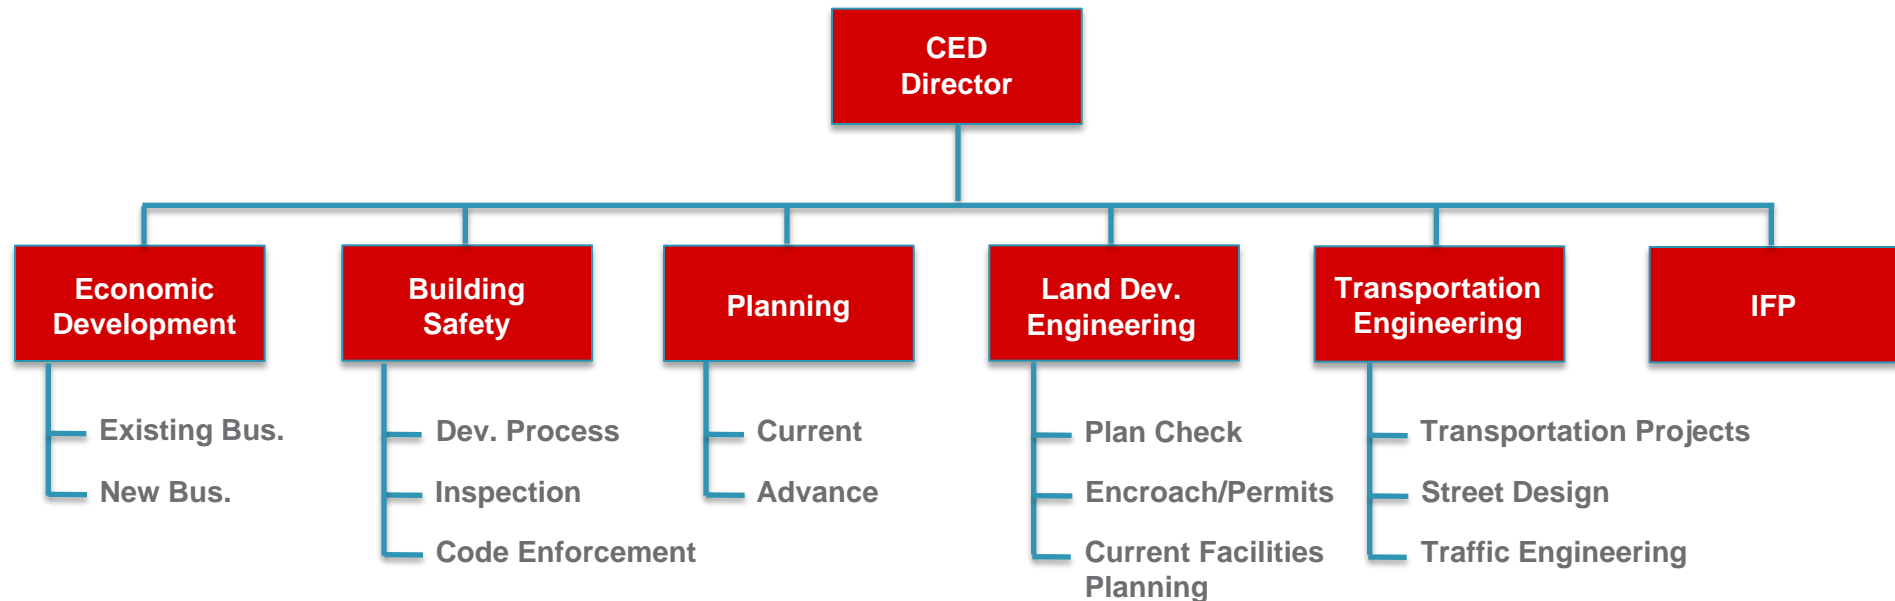 CED
Director
Economic
Development
Building
Safety
Planning
Land Dev.
Engineering
Transportation
Engineering
IFP
Existing Bus.
New Bus.
Dev. Process
Inspection
Code Enforcement
Current
Advance
Plan Check
Encroach/Permits
Current Facilities
Planning
Transportation Projects
Street Design
Traffic Engineering